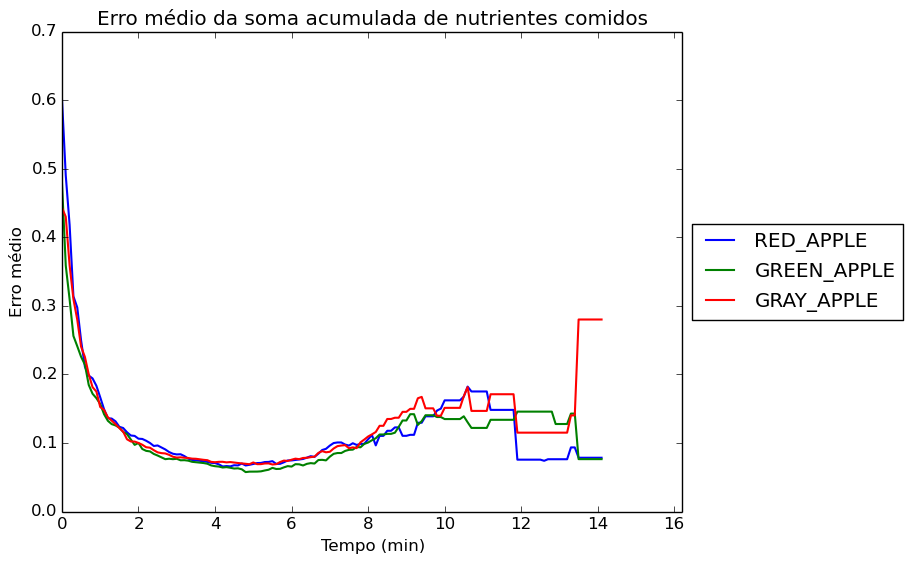 Erro médio da soma acumulada de nutrientes comidos
0.7
0.6
0.5
0.4
0.3
0.2
0.1
0.0
Erro médio
0 2 4 6 8 10 12 14 16
Tempo (min)
RED_APPLE
GREEN_APPLE
GRAY_APPLE